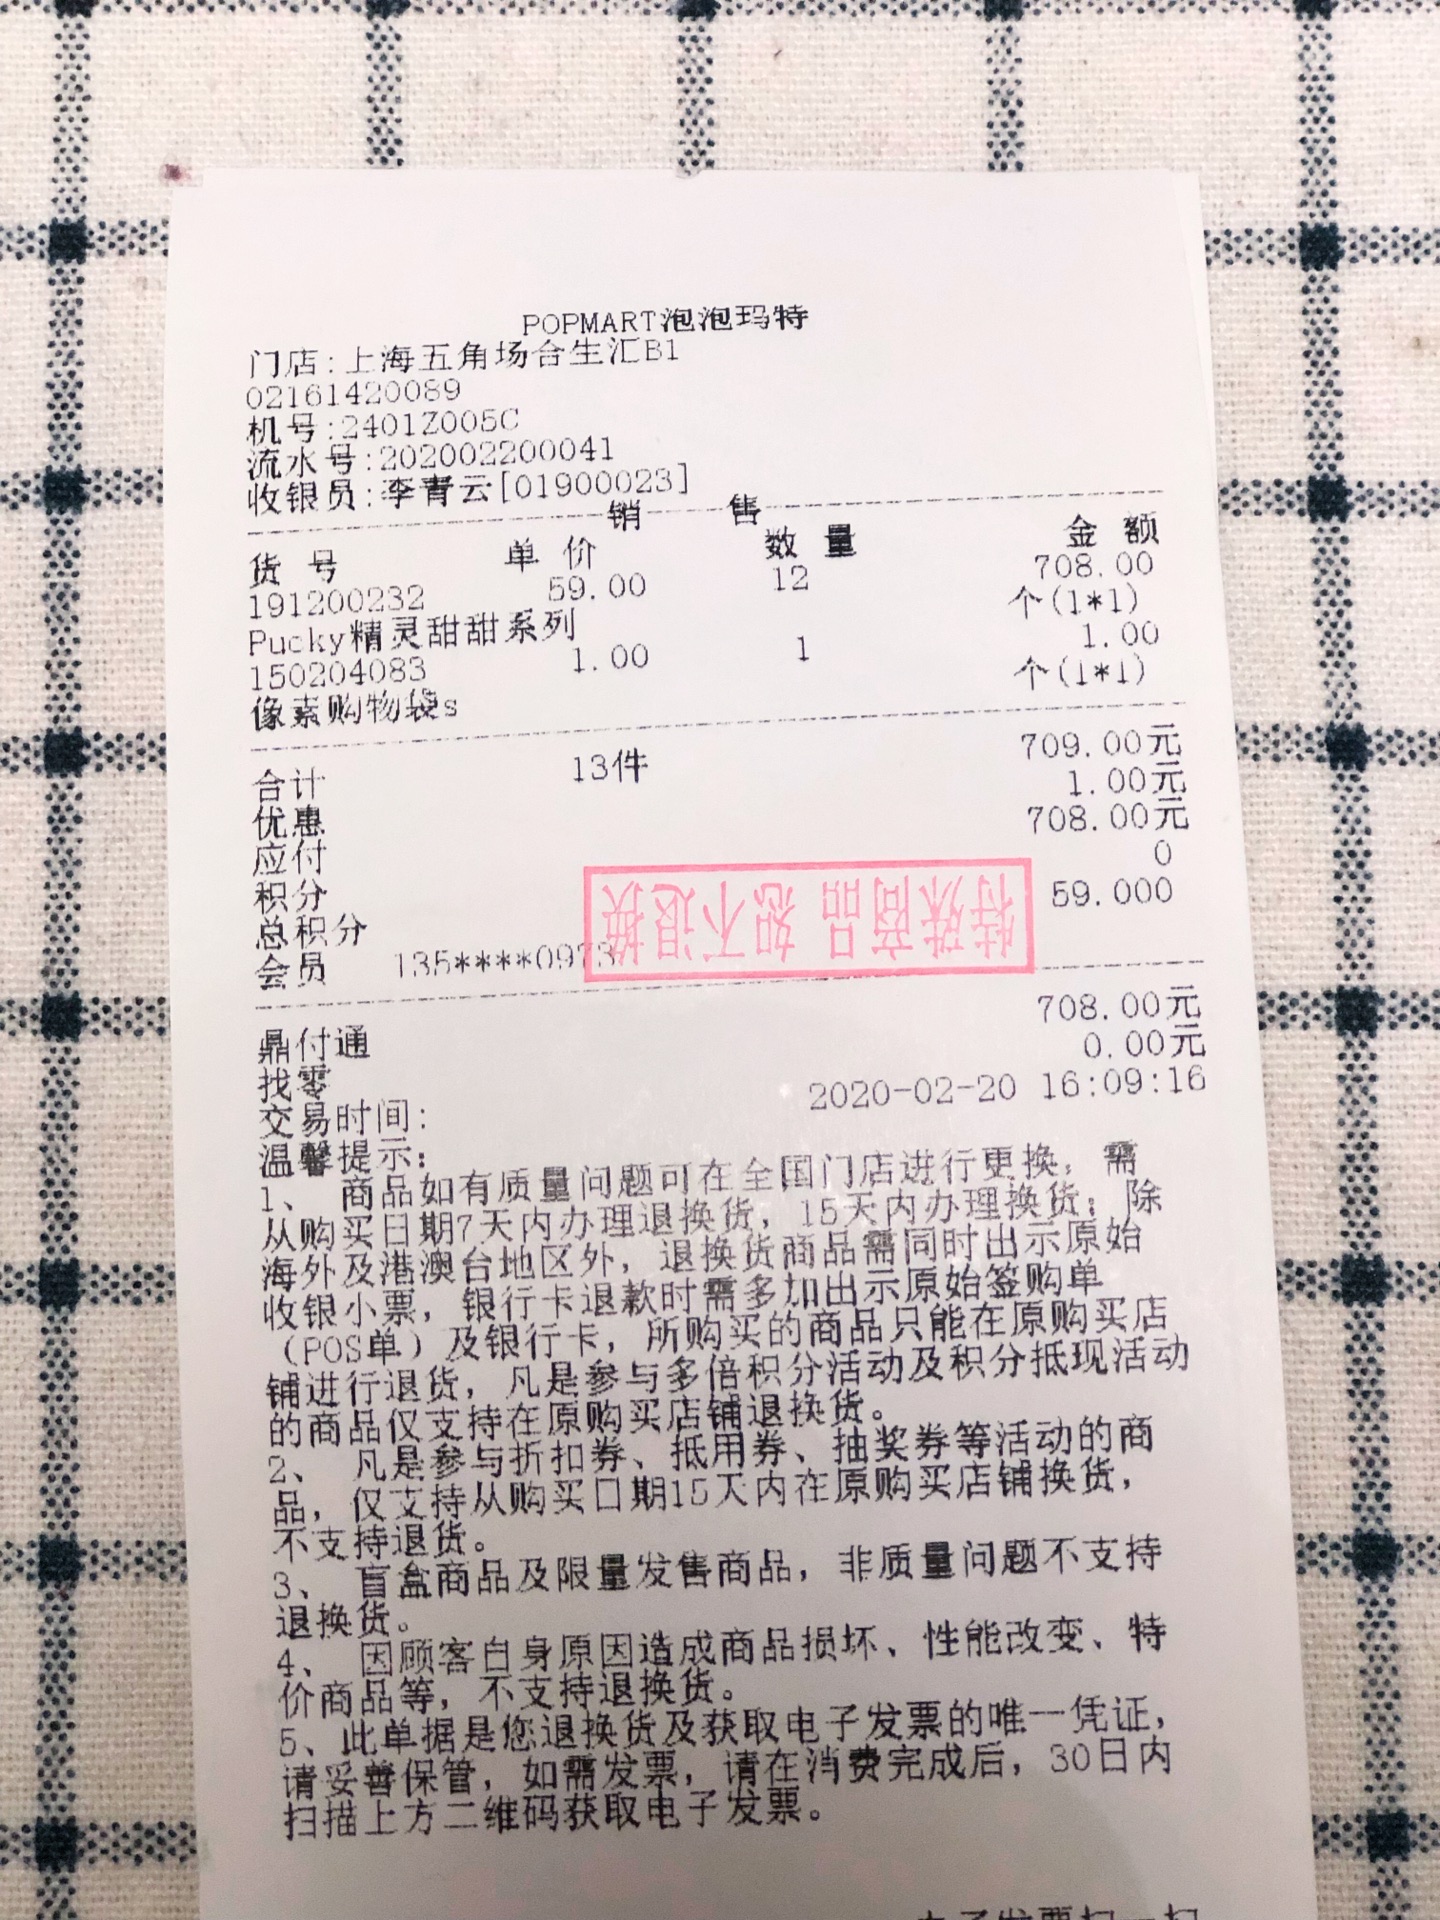 POPMART泡泡玛特
门店:上海五角场合生汇B1
02161420089
机号:2401Z005C
流水号:202002200041
收银员:李青云[01900023]
销 售
货 号 单 价 数 量 金 额
191200232 59.00 12 708.00
Pucky精灵甜甜系列 个(1*1)
150204083 1.00 1 1.00
像素购物袋s 个(1*1)
合计 13件 709.00元
优惠 1.00元
应付 708.00元
积分 0
总积分 59.000
会员 135****0973
特殊商品 恕不退换
鼎付通 708.00元
找零 0.00元
交易时间: 2020-02-20 16:09:16
温馨提示:
1、 商品如有质量问题可在全国门店进行更换，需
从购买日期7天内办理退换货，15天内办理换货；除
海外及港澳台地区外，退换货商品需同时出示原始
收银小票，银行卡退款时需多加出示原始签购单
（POS单）及银行卡，所购买的商品只能在原购买店
铺进行退货，凡是参与多倍积分活动及积分抵现活动
的商品仅支持在原购买店铺退换货。
2、 凡是参与折扣券、抵用券、抽奖券等活动的商
品，仅支持从购买日期15天内在原购买店铺换货，
不支持退货。
3、 盲盒商品及限量发售商品，非质量问题不支持
退换货。
4、 因顾客自身原因造成商品损坏、性能改变、特
价商品等，不支持退换货。
5、此单据是您退换货及获取电子发票的唯一凭证，
请妥善保管，如需发票，请在消费完成后，30日内
扫描上方二维码获取电子发票。
电子发票扫一扫